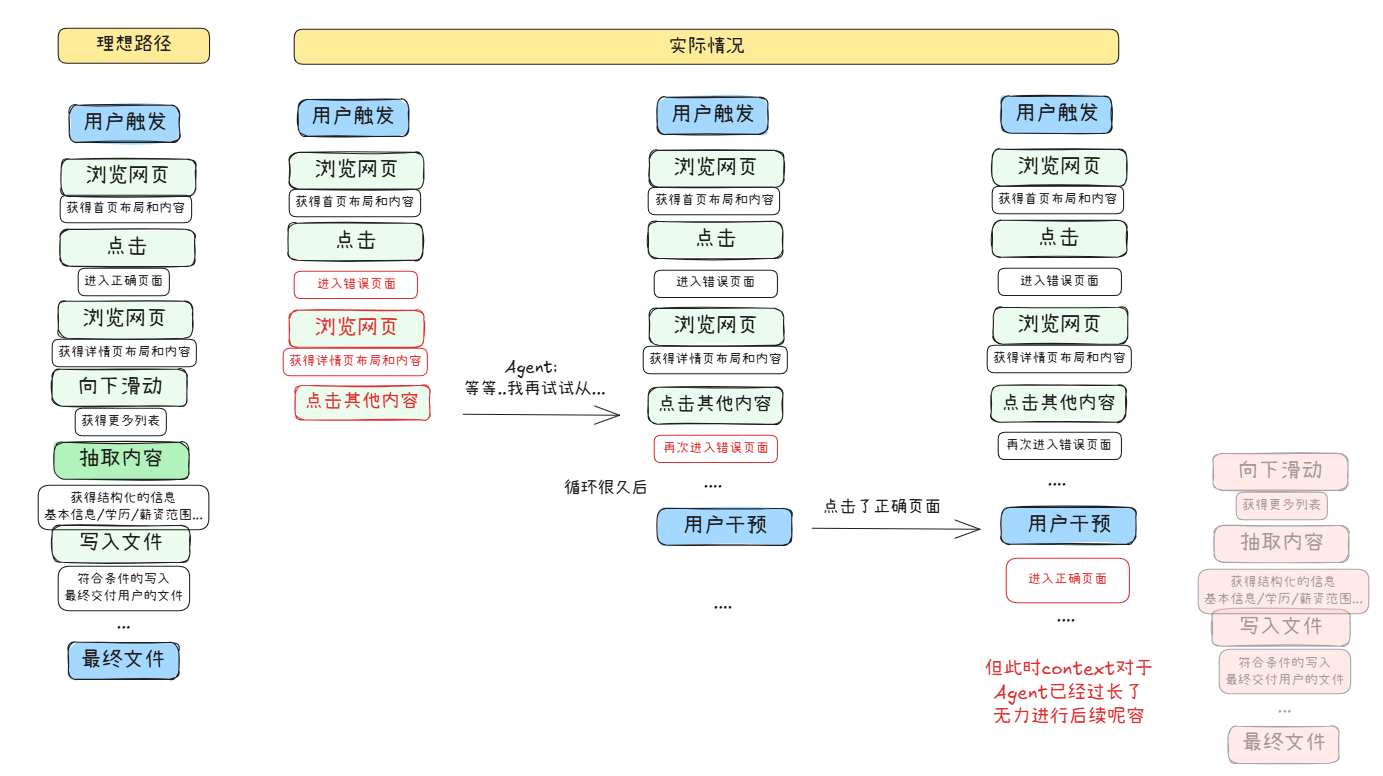 理想路径
用户触发
浏览网页
获得首页布局和内容
点击
进入正确页面
浏览网页
获得详情页布局和内容
向下滑动
获得更多列表
抽取内容
获得结构化的信息
基本信息/学历/薪资范围...
写入文件
符合条件的写入
最终交付用户的文件
...
最终文件
实际情况
用户触发
浏览网页
获得首页布局和内容
点击
进入错误页面
浏览网页
获得详情页布局和内容
点击其他内容
Agent:
等等..我再试试从...
用户触发
浏览网页
获得首页布局和内容
点击
进入错误页面
浏览网页
获得详情页布局和内容
点击其他内容
再次进入错误页面
....
循环很久后
用户干预
....
点击了正确页面
用户触发
浏览网页
获得首页布局和内容
点击
进入错误页面
浏览网页
获得详情页布局和内容
点击其他内容
再次进入错误页面
....
用户干预
进入正确页面
....
但此时context对于
Agent已经过长了
无力进行后续呢容
向下滑动
获得更多列表
抽取内容
获得结构化的信息
基本信息/学历/薪资范围...
写入文件
符合条件的写入
最终交付用户的文件
...
最终文件